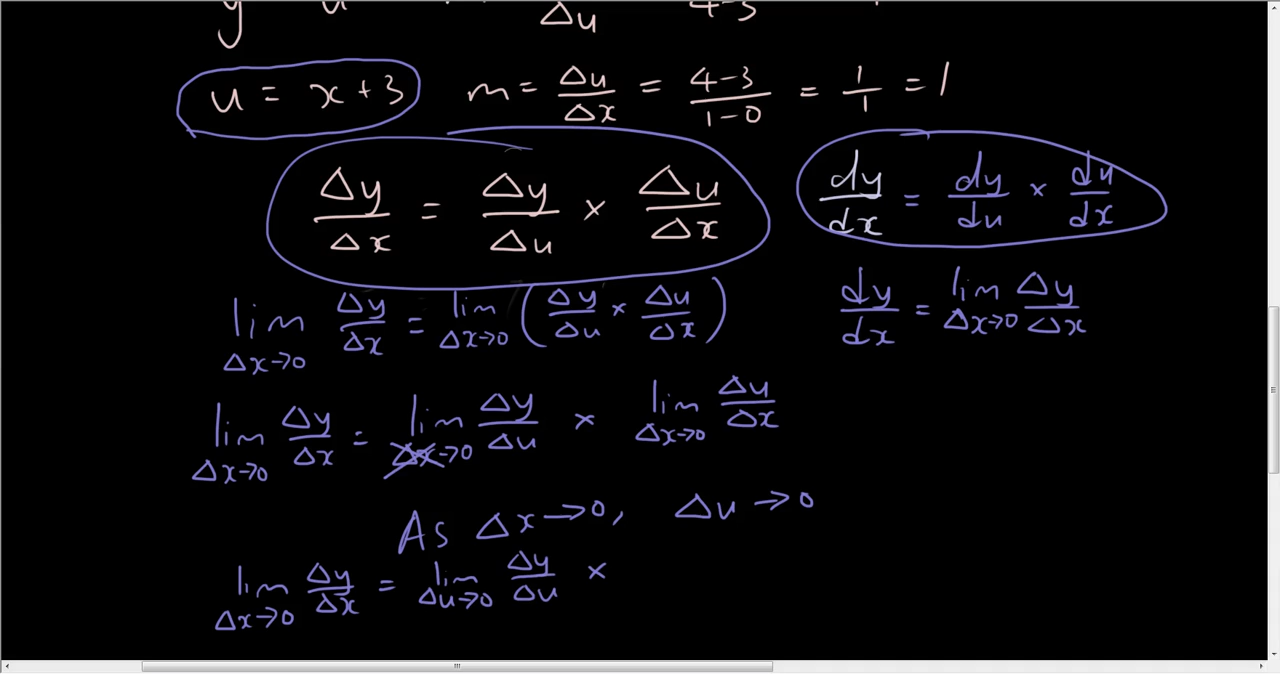 y u Δu 4-3
u = x + 3 m = Δu/Δx = 4-3/1-0 = 1/1 = 1
Δy/Δx = Δy/Δu × Δu/Δx dy/dx = dy/du × du/dx
lim Δx→0 Δy/Δx = lim Δx→0 (Δy/Δu × Δu/Δx) dy/dx = lim Δx→0 Δy/Δx
lim Δx→0 Δy/Δx = lim Δx→0 Δy/Δu × lim Δx→0 Δu/Δx
As Δx→0, Δu→0
lim Δx→0 Δy/Δx = lim Δu→0 Δy/Δu ×